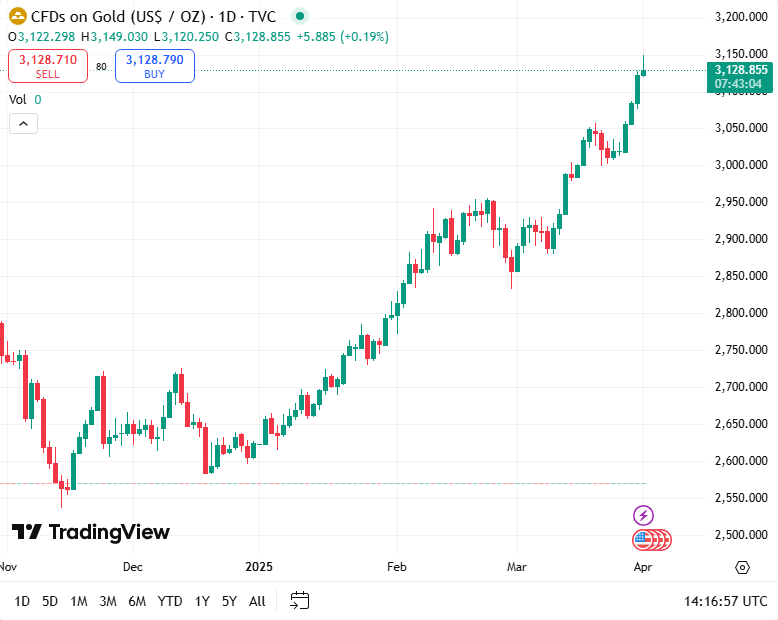 CFDs on Gold (US$ / OZ) · 1D · TVC
O3,122.298 H3,149.030 L3,120.250 C3,128.855 +5.885 (+0.19%)
3,128.710
SELL
80
3,128.790
BUY
Vol 0
3,200.000
3,150.000
3,128.855
07:43:04
3,100.000
3,050.000
3,000.000
2,950.000
2,900.000
2,850.000
2,800.000
2,750.000
2,700.000
2,650.000
2,600.000
2,550.000
2,500.000
TradingView
Nov Dec 2025 Feb Mar Apr
1D 5D 1M 3M 6M YTD 1Y 5Y All
14:16:57 UTC